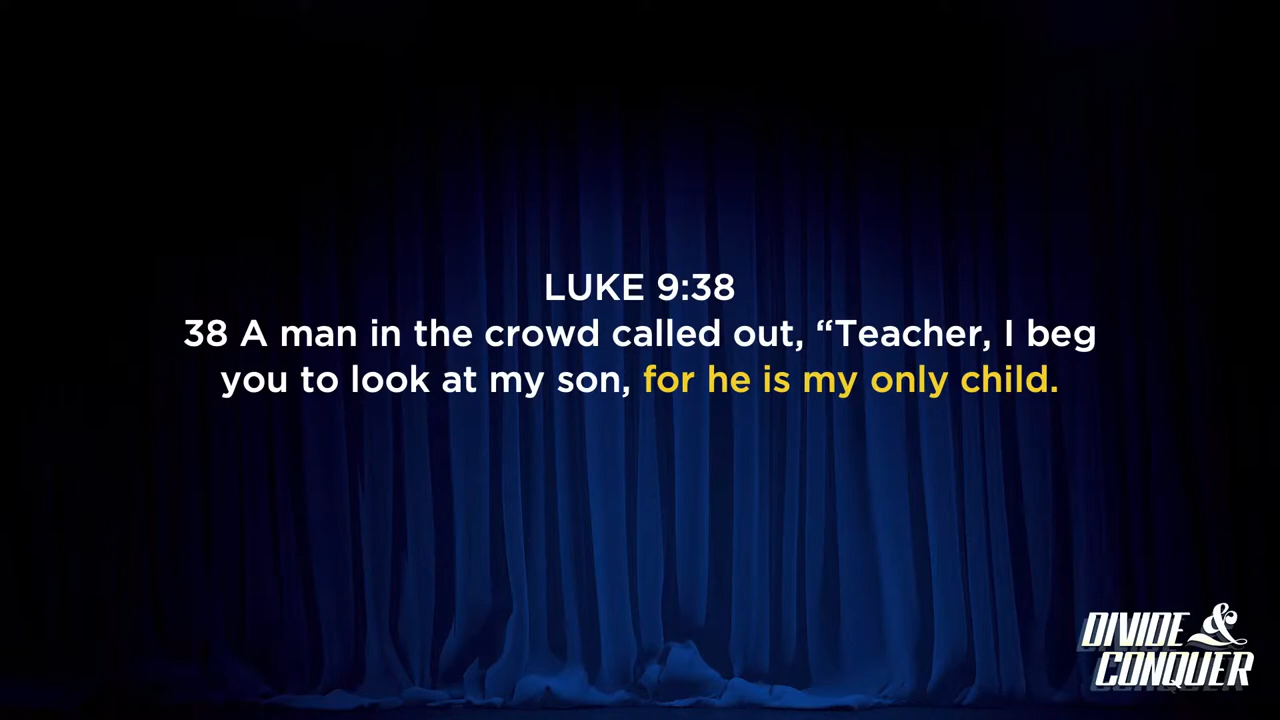 LUKE 9:38
38 A man in the crowd called out, “Teacher, I beg
you to look at my son, for he is my only child.
DIVIDE &
CONQUER